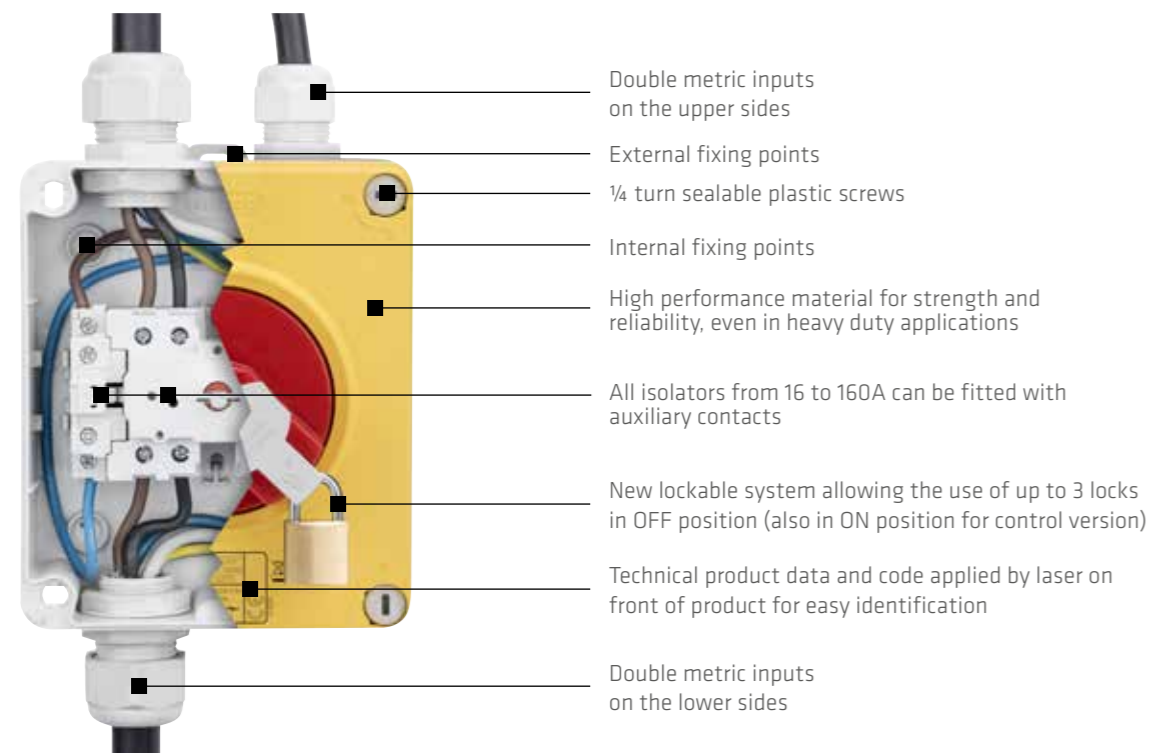 Double metric inputs
on the upper sides
External fixing points
¼ turn sealable plastic screws
Internal fixing points
High performance material for strength and
reliability, even in heavy duty applications
All isolators from 16 to 160A can be fitted with
auxiliary contacts
New lockable system allowing the use of up to 3 locks
in OFF position (also in ON position for control version)
Technical product data and code applied by laser on
front of product for easy identification
Double metric inputs
on the lower sides